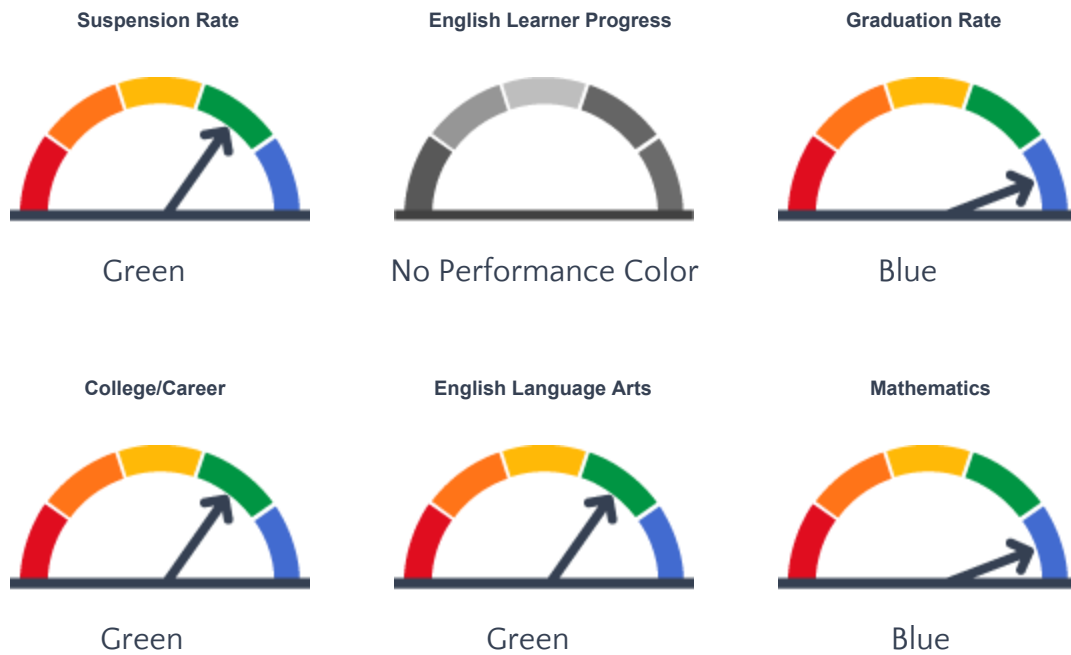 Suspension Rate
English Learner Progress
Graduation Rate
Green
No Performance Color
Blue
College/Career
English Language Arts
Mathematics
Green
Green
Blue